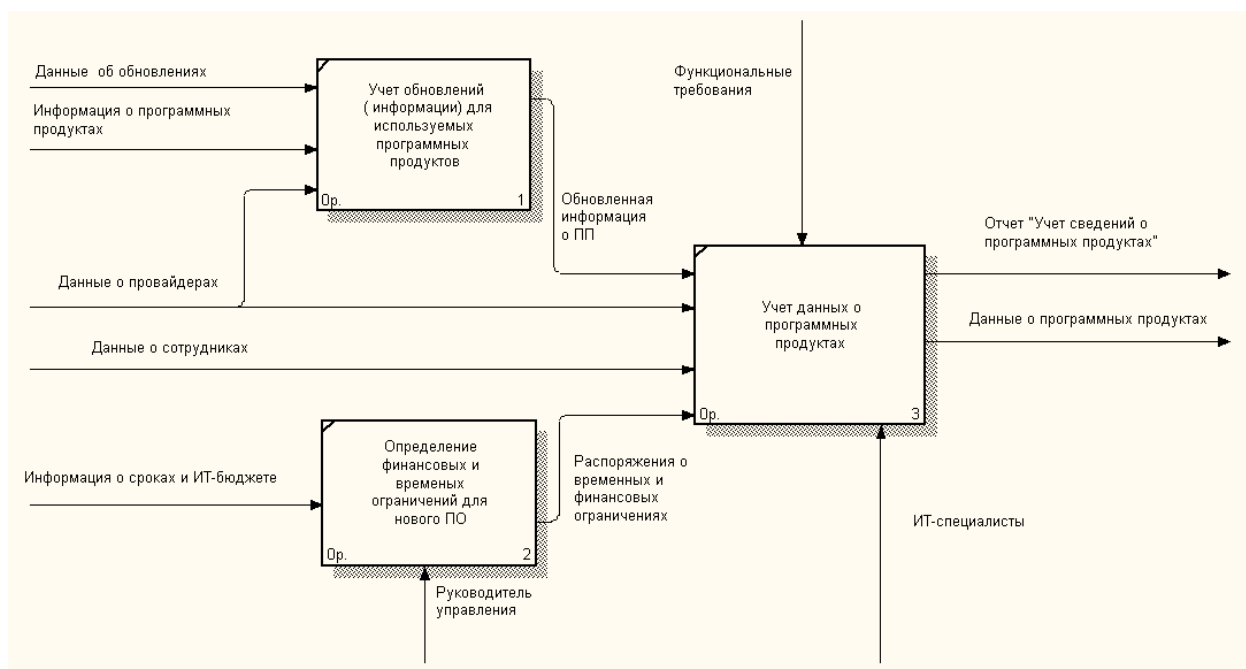 Данные об обновлениях
Информация о программных
продуктах
Учет обновлений
( информации) для
используемых
программных
продуктов
0р.
1
Функциональные
требования
Обновленная
информация
о ПП
Отчет "Учет сведений о
программных продуктах"
Данные о провайдерах
Учет данных о
программных
продуктах
0р.
3
Данные о программных продуктах
Данные о сотрудниках
Определение
финансовых и
временых
ограничений для
нового ПО
0р.
2
Информация о сроках и ИТ-бюджете
Распоряжения о
временных и
финансовых
ограничениях
ИТ-специалисты
Руководитель
управления